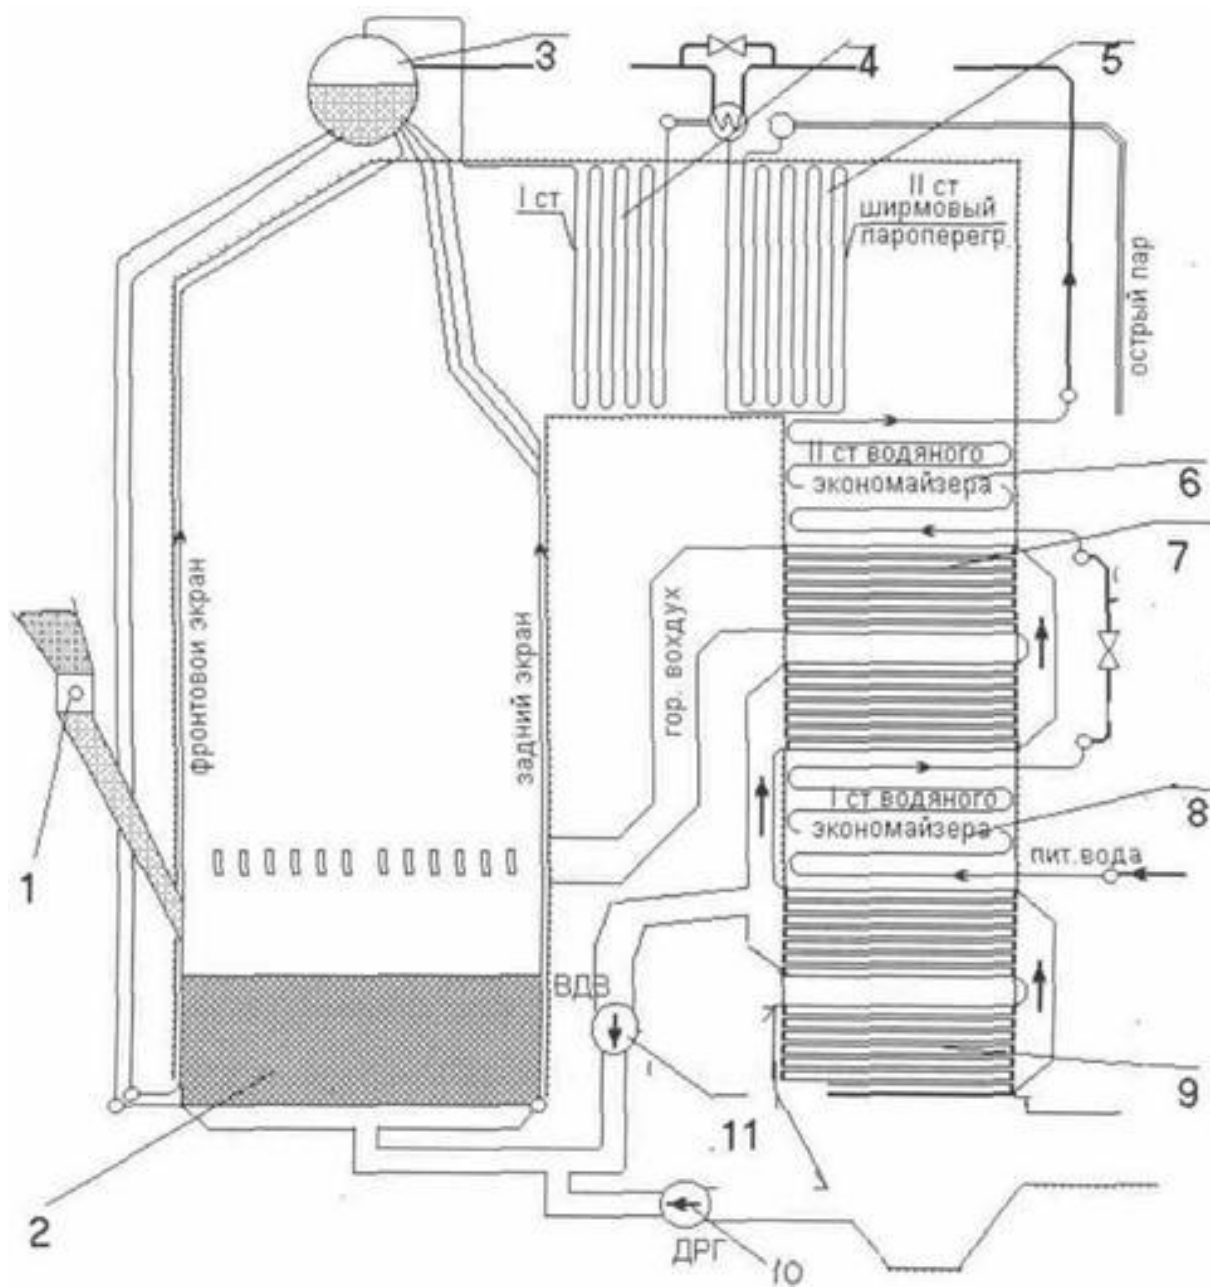 3
4
5
I ст
II ст
ширмовый
пароперегр.
острый пар
II ст водяного
экономайзера
6
7
фронтовой экран
задний экран
гор. вохдух
I ст водяного
экономайзера
8
пит.вода
1
ВДВ
9
11
2
ДРГ
10